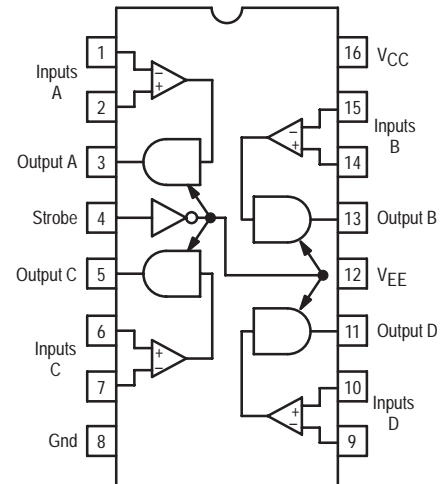 1
Inputs
A
2
Output A 3
Strobe 4
Output C 5
6
Inputs
C
7
Gnd 8
16 VCC
15
Inputs
B
14
13 Output B
12 VEE
11 Output D
10
Inputs
D
9
− +
− +
+ −
+ −